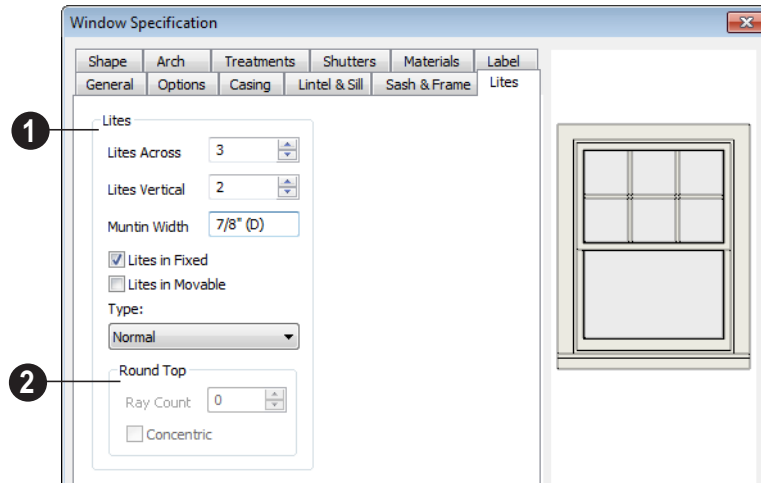 Window Specification
Shape Arch Treatments Shutters Materials Label
General Options Casing Lintel & Sill Sash & Frame Lites
1
Lites
Lites Across 3
Lites Vertical 2
Muntin Width 7/8" (D)
Lites in Fixed
Lites in Movable
Type:
Normal
2
Round Top
Ray Count 0
Concentric